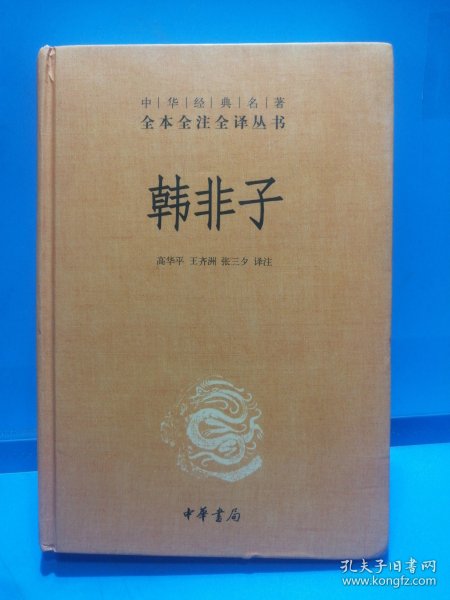 中华经典名著
全本全注全译丛书
韩非子
高华平 王齐洲 张三夕 译注
中華書局
孔夫子旧书网
www.kongfz.com